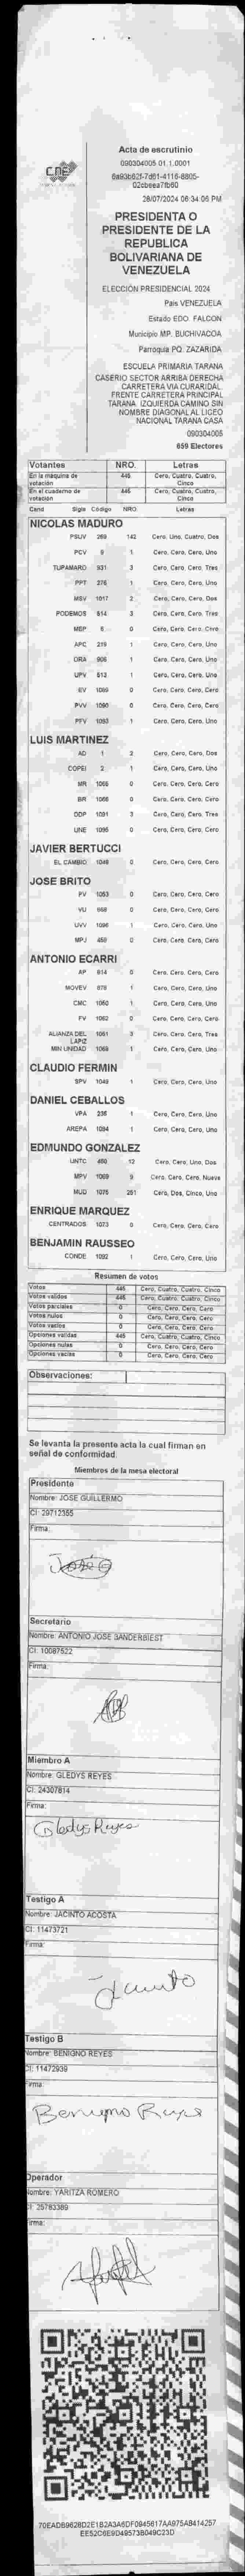 cne
Acta de escrutinio
090304005.01.1.0001
02cbeea7fb60
28/07/2024 06:34:06 PM
PRESIDENTA O
PRESIDENTE DE LA
REPUBLICA
BOLIVARIANA DE
VENEZUELA
ELECCIÓN PRESIDENCIAL 2024
País VENEZUELA
Estado EDO. FALCON
Municipio MP. BUCHIVACOA
Parroquia PQ. ZAZARIDA
ESCUELA PRIMARIA TARANA
CASERIO SECTOR ARRIBA DERECHA
CARRETERA VIA CURARIDAL.
FRENTE CARRETERA PRINCIPAL
TARANA. IZQUIERDA CAMINO SIN
NOMBRE DIAGONAL AL LICEO
NACIONAL TARANA CASA
090304005
659 Electores
Votantes NRO. Letras
En la máquina de votación 445 Cero, Cuatro, Cuatro, Cinco
En el cuaderno de votación 445 Cero, Cuatro, Cuatro, Cinco
Cand Sigla Código NRO. Letras
NICOLAS MADURO
PSUV 269 142 Cero, Uno, Cuatro, Dos
PCV 9 1 Cero, Cero, Cero, Uno
TUPAMARO 931 3 Cero, Cero, Cero, Tres
PPT 276 1 Cero, Cero, Cero, Uno
MSV 1017 2 Cero, Cero, Cero, Dos
PODEMOS 514 3 Cero, Cero, Cero, Tres
MEP 8 0 Cero, Cero, Cero, Cero
APC 219 1 Cero, Cero, Cero, Uno
ORA 906 1 Cero, Cero, Cero, Uno
UPV 612 1 Cero, Cero, Cero, Uno
EV 1089 0 Cero, Cero, Cero, Cero
PVV 1090 0 Cero, Cero, Cero, Cero
PFV 1093 1 Cero, Cero, Cero, Uno
LUIS MARTINEZ
AD 1 2 Cero, Cero, Cero, Dos
COPEI 2 1 Cero, Cero, Cero, Uno
MR 1065 0 Cero, Cero, Cero, Cero
BR 1066 0 Cero, Cero, Cero, Cero
DDP 1091 3 Cero, Cero, Cero, Tres
UNE 1095 0 Cero, Cero, Cero, Cero
JAVIER BERTUCCI
EL CAMBIO 1048 0 Cero, Cero, Cero, Cero
JOSE BRITO
PV 1053 0 Cero, Cero, Cero, Cero
VU 668 0 Cero, Cero, Cero, Cero
UVV 1096 1 Cero, Cero, Cero, Uno
MPJ 459 0 Cero, Cero, Cero, Cero
ANTONIO ECARRI
AP 914 0 Cero, Cero, Cero, Cero
MOVEV 878 1 Cero, Cero, Cero, Uno
CMC 1050 1 Cero, Cero, Cero, Uno
FV 1062 0 Cero, Cero, Cero, Cero
ALIANZA DEL LAPIZ 1061 3 Cero, Cero, Cero, Tres
MIN UNIDAD 1069 1 Cero, Cero, Cero, Uno
CLAUDIO FERMIN
SPV 1049 1 Cero, Cero, Cero, Uno
DANIEL CEBALLOS
VPA 236 1 Cero, Cero, Cero, Uno
AREPA 1094 1 Cero, Cero, Cero, Uno
EDMUNDO GONZALEZ
UNTC 460 12 Cero, Cero, Uno, Dos
MPV 1069 9 Cero, Cero, Cero, Nueve
MUD 1075 251 Cero, Dos, Cinco, Uno
ENRIQUE MARQUEZ
CENTRADOS 1073 0 Cero, Cero, Cero, Cero
BENJAMIN RAUSSEO
CONDE 1092 1 Cero, Cero, Cero, Uno
Resumen de votos
Votos 445 Cero, Cuatro, Cuatro, Cinco
Votos validos 445 Cero, Cuatro, Cuatro, Cinco
Votos parciales 0 Cero, Cero, Cero, Cero
Votos nulos 0 Cero, Cero, Cero, Cero
Votos vacios 0 Cero, Cero, Cero, Cero
Opciones validas 445 Cero, Cuatro, Cuatro, Cinco
Opciones nulas 0 Cero, Cero, Cero, Cero
Opciones vacios 0 Cero, Cero, Cero, Cero
Observaciones:
Se levanta la presente acta la cual firman en
señal de conformidad.
Miembros de la mesa electoral
Presidente
Nombre: JOSE GUILLERMO
CI: 29712355
Firma:
José G
Secretario
Nombre: ANTONIO JOSE SANDERBIEST
CI: 10087522
Firma:
Miembro A
Nombre: GLEDYS REYES
CI: 24307814
Firma:
Gledys Reyes
Testigo A
Nombre: JACINTO ACOSTA
CI: 11473721
Firma:
Jacinto
Testigo B
Nombre: BENIGNO REYES
CI: 11472939
Firma:
Benigno Reyes
Operador
Nombre: YARITZA ROMERO
CI: 25783389
Firma:
70EADB9628D2E1B2A3A6DF0945617AA975A8414257
EE52C6E9D49573B049C23D